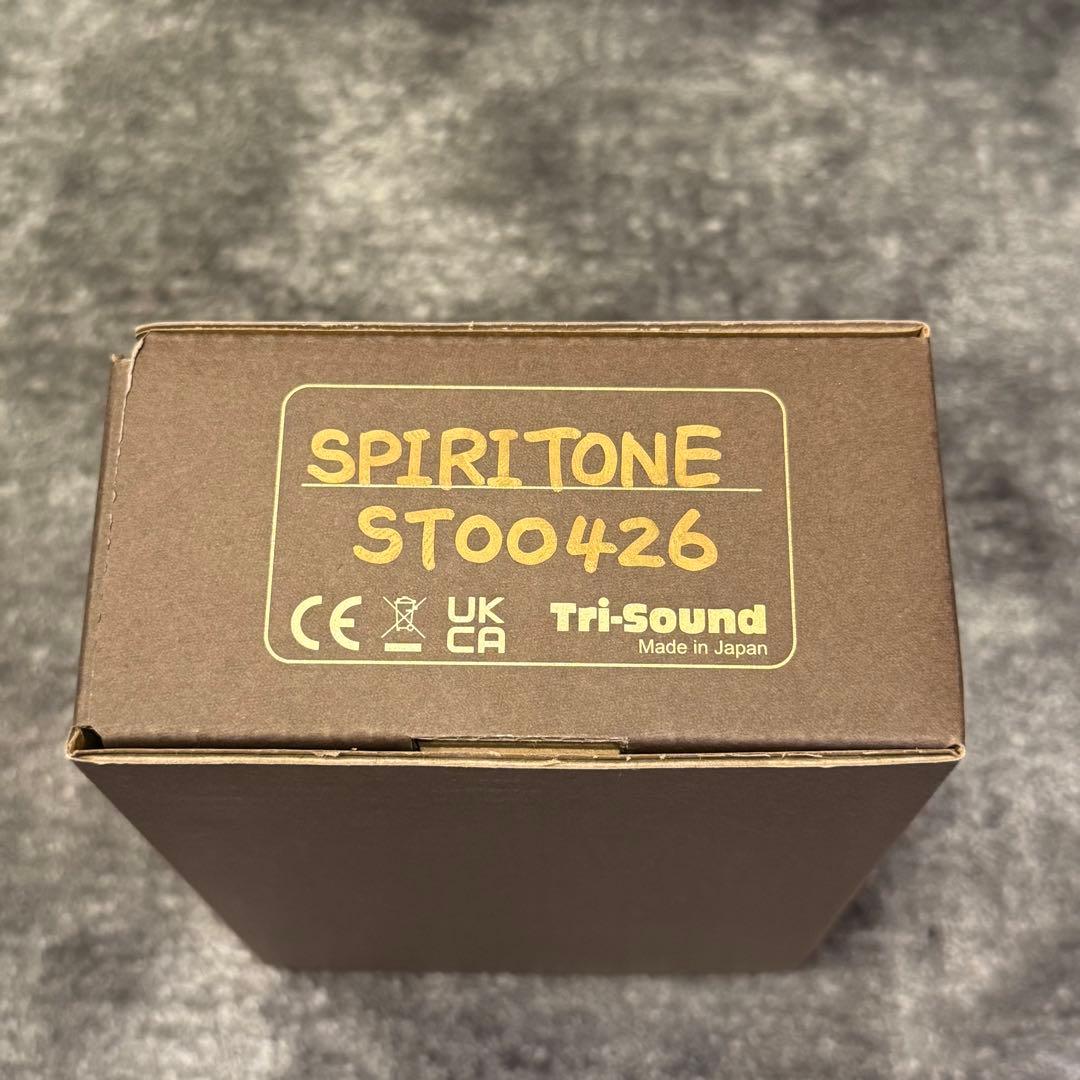 SPIRITONE
ST00426
CE UK CA Tri-Sound
Made in Japan